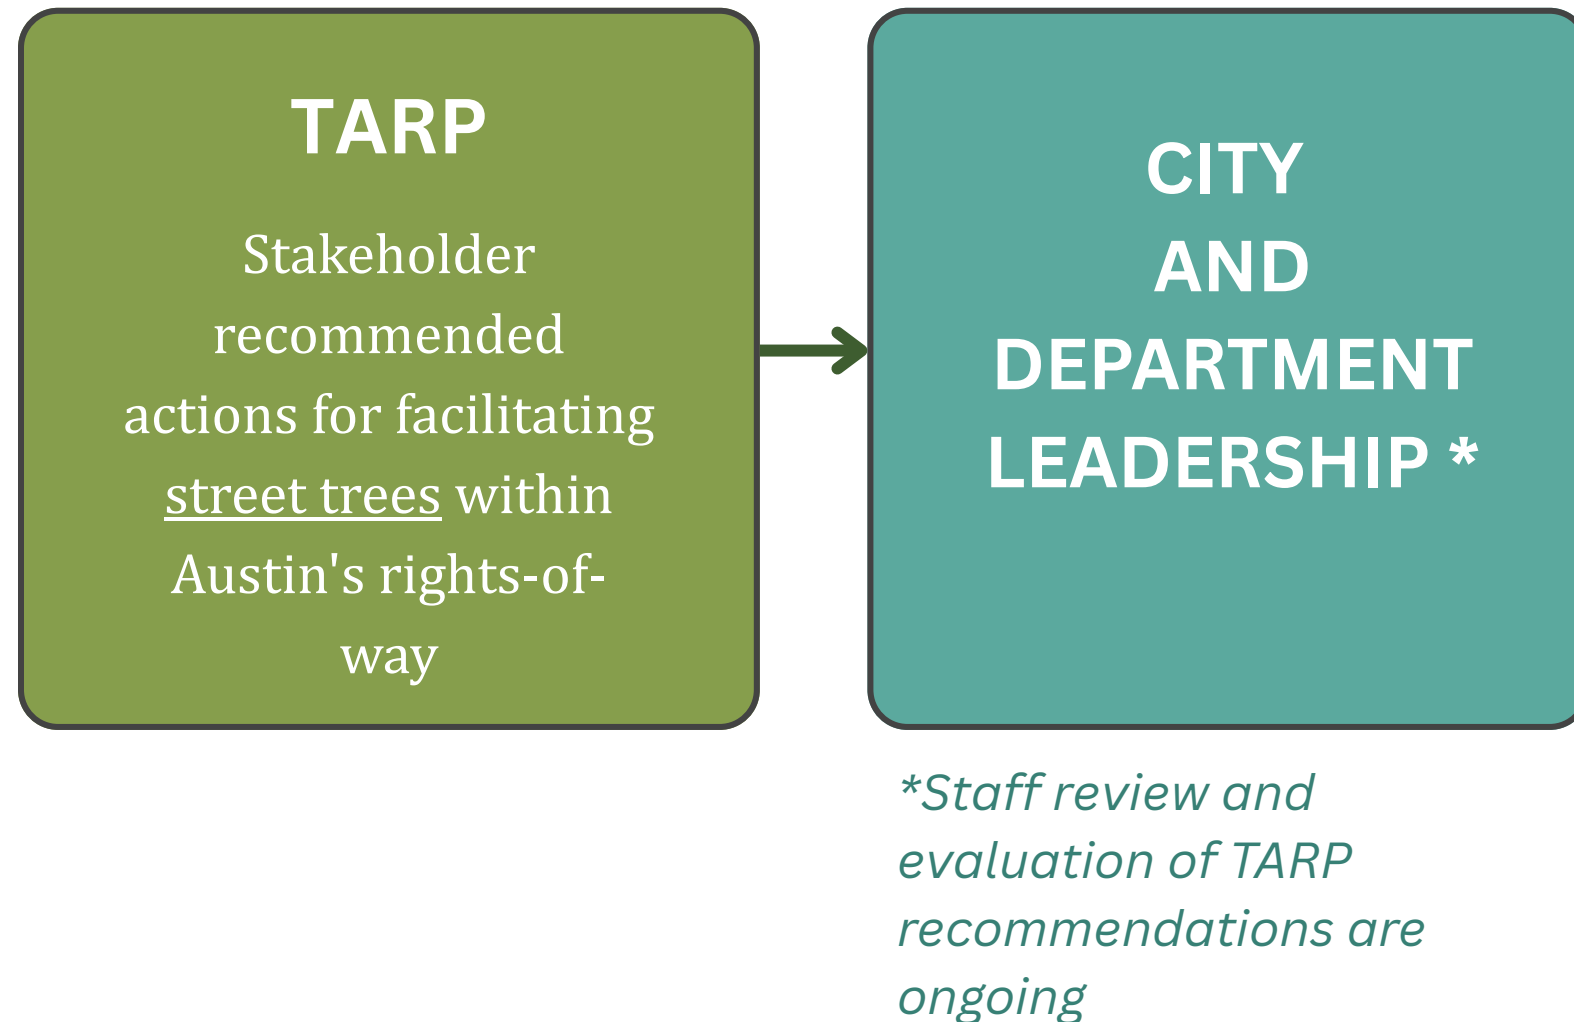 TARP
Stakeholder
recommended
actions for facilitating
street trees within
Austin's rights-of-
way
CITY
AND
DEPARTMENT
LEADERSHIP *
*Staff review and
evaluation of TARP
recommendations are
ongoing